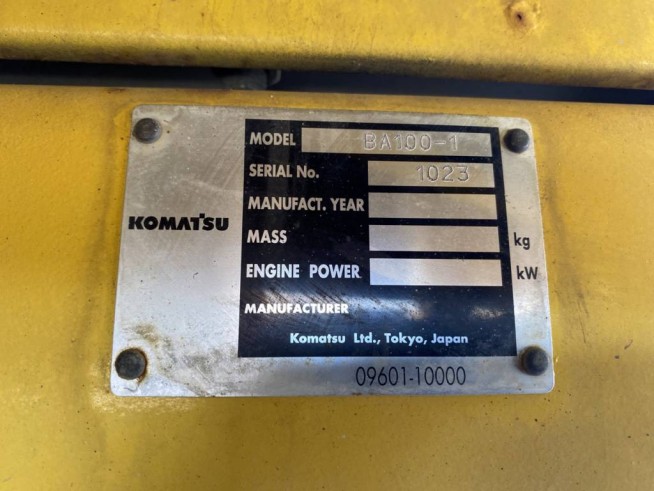 MODEL BA100-1
SERIAL No. 1023
MANUFACT. YEAR
KOMATSU
MASS kg
ENGINE POWER kW
MANUFACTURER
Komatsu Ltd., Tokyo, Japan
09601-10000